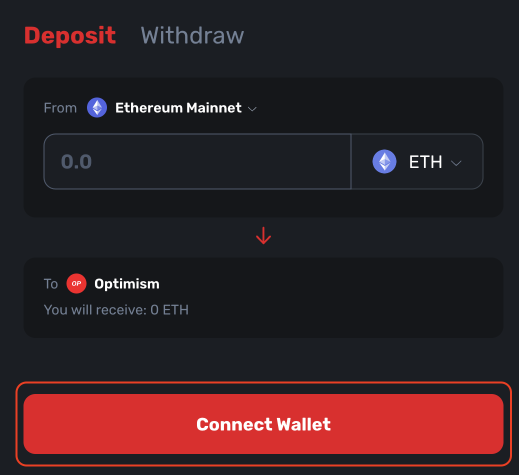 Deposit Withdraw
From Ethereum Mainnet
0.0 ETH
To OP Optimism
You will receive: 0 ETH
Connect Wallet